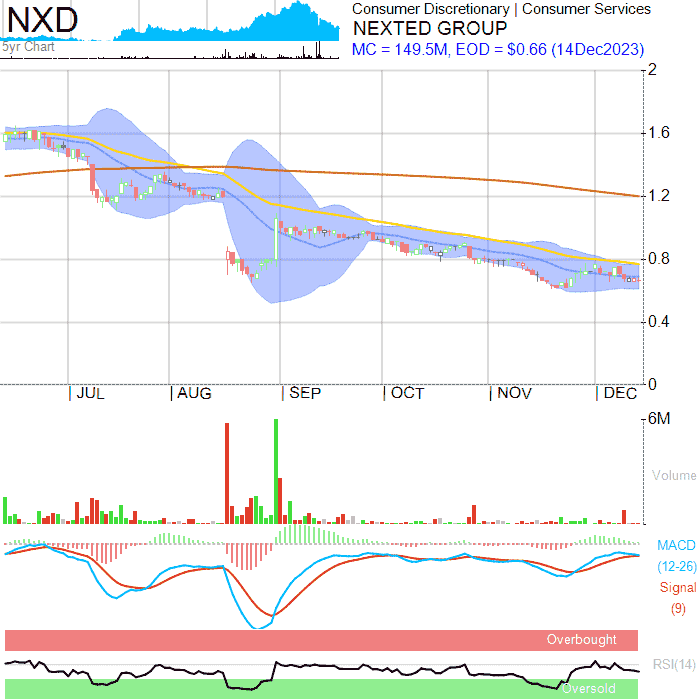 NXD
5yr Chart
Consumer Discretionary | Consumer Services
NEXTED GROUP
MC = 149.5M, EOD = $0.66 (14Dec2023)
2
1.6
1.2
0.8
0.4
0
JUL AUG SEP OCT NOV DEC
6M
Volume
MACD
(12-26)
Signal
(9)
Overbought
RSI(14)
Oversold